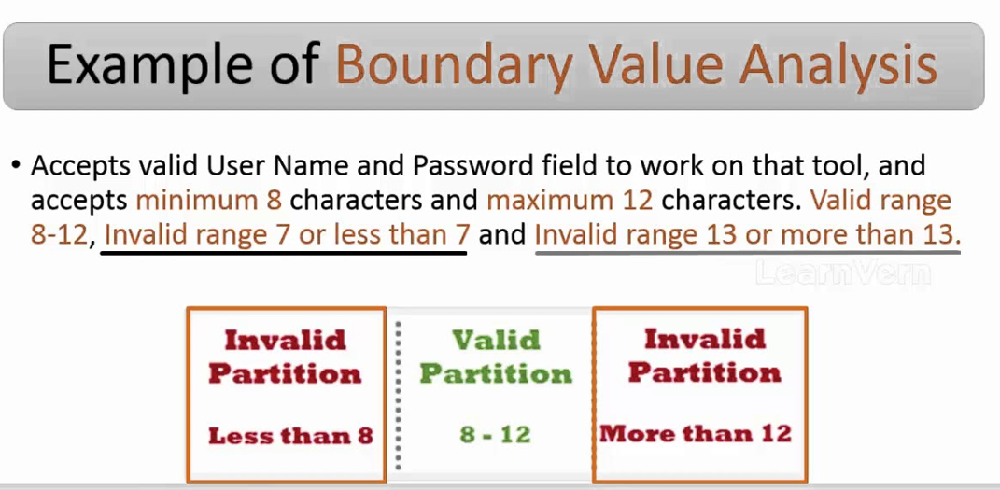 Example of Boundary Value Analysis
• Accepts valid User Name and Password field to work on that tool, and
accepts minimum 8 characters and maximum 12 characters. Valid range
8-12, Invalid range 7 or less than 7 and Invalid range 13 or more than 13.
LearnVern
Invalid
Partition
Less than 8
Valid
Partition
8 - 12
Invalid
Partition
More than 12